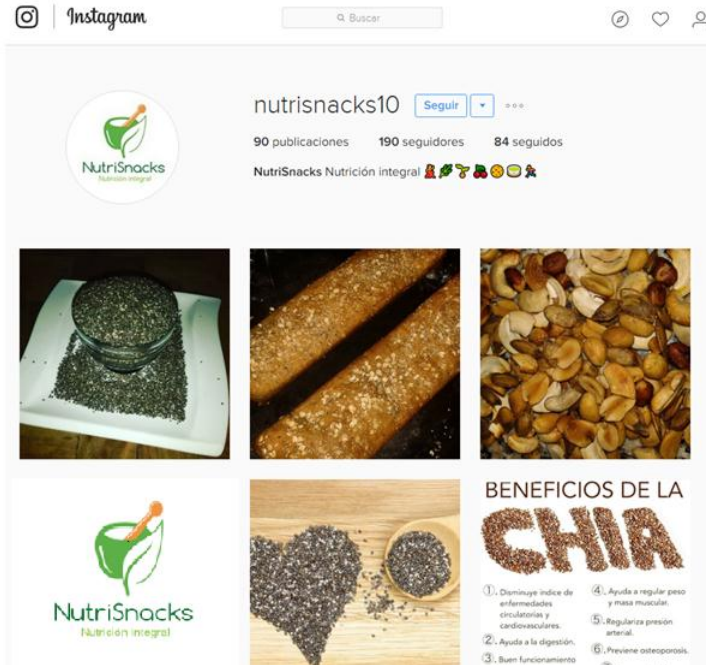 Instagram
Buscar
nutrisnacks10 Seguir
90 publicaciones 190 seguidores 84 seguidos
NutriSnacks Nutrición integral
NutriSnacks
Nutrición integral
NutriSnacks
Nutrición integral
BENEFICIOS DE LA
CHIA
1. Disminuye indice de
enfermedades
circulatorias y
cardiovasculares.
2. Ayuda a la digestión.
3. Buen funcionamiento
4. Ayuda a regular peso
y masa muscular.
5. Regulariza presión
arterial.
6. Previene osteoporosis.